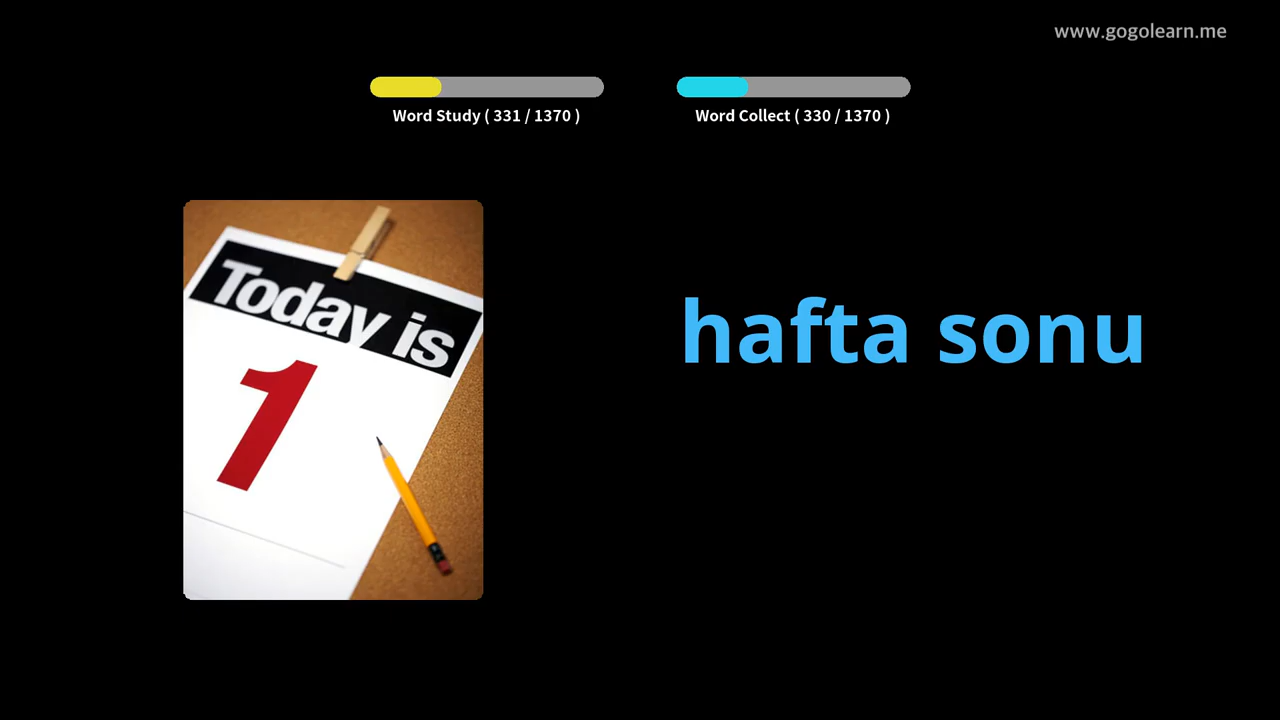 www.gogolearn.me
Word Study ( 331 / 1370 )
Word Collect ( 330 / 1370 )
Today is
1
hafta sonu